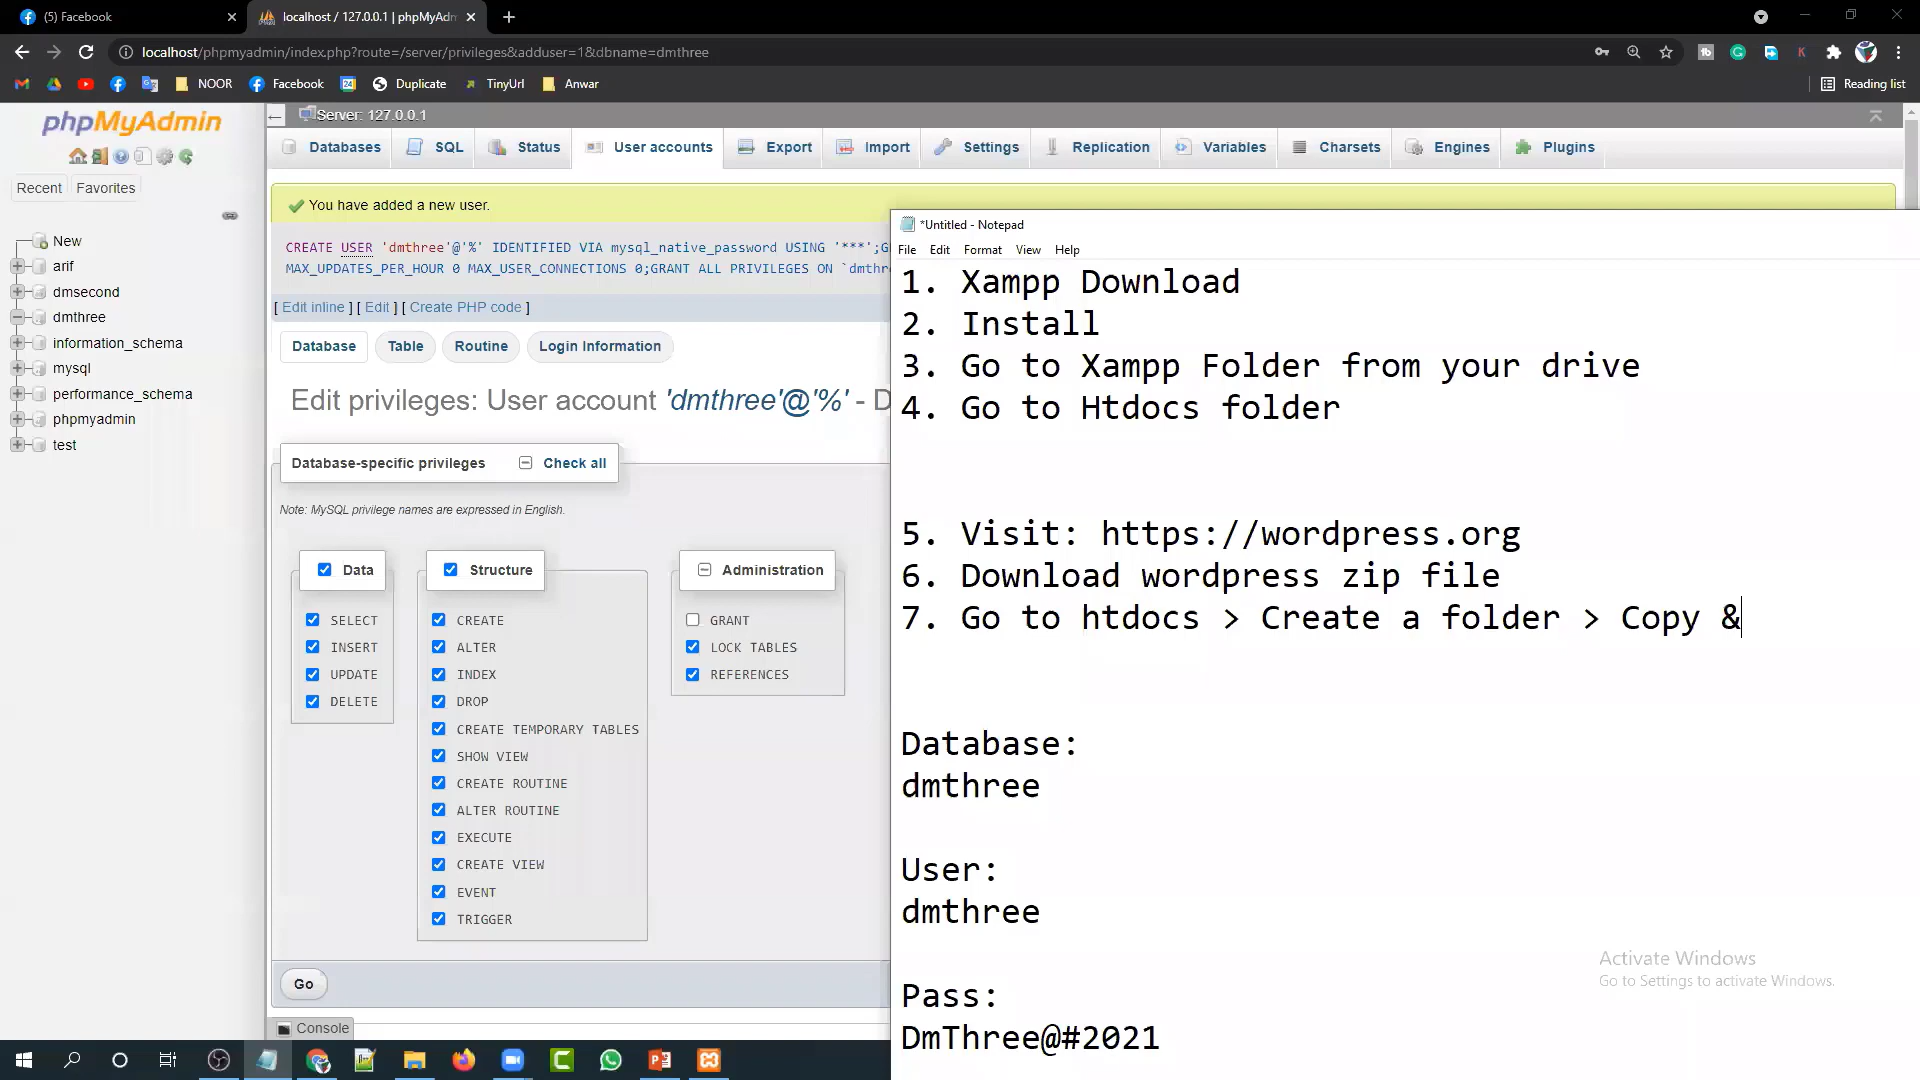 (5) Facebook
localhost / 127.0.0.1 | phpMyAdm
localhost/phpmyadmin/index.php?route=/server/privileges&adduser=1&dbname=dmthree
NOOR
Facebook
Duplicate
TinyUrl
Anwar
Reading list
phpMyAdmin
Recent
Favorites
New
arif
dmsecond
dmthree
information_schema
mysql
performance_schema
phpmyadmin
test
Server: 127.0.0.1
Databases
SQL
Status
User accounts
Export
Import
Settings
Replication
Variables
Charsets
Engines
Plugins
You have added a new user.
CREATE USER 'dmthree'@'%' IDENTIFIED VIA mysql_native_password USING '***';G
MAX_UPDATES_PER_HOUR 0 MAX_USER_CONNECTIONS 0;GRANT ALL PRIVILEGES ON `dmthre
[ Edit inline ] [ Edit ] [ Create PHP code ]
Database
Table
Routine
Login Information
Edit privileges: User account 'dmthree'@'%' - D
Database-specific privileges
Check all
Note: MySQL privilege names are expressed in English.
Data
SELECT
INSERT
UPDATE
DELETE
Structure
CREATE
ALTER
INDEX
DROP
CREATE TEMPORARY TABLES
SHOW VIEW
CREATE ROUTINE
ALTER ROUTINE
EXECUTE
CREATE VIEW
EVENT
TRIGGER
Administration
GRANT
LOCK TABLES
REFERENCES
Go
Console
*Untitled - Notepad
File Edit Format View Help
1. Xampp Download
2. Install
3. Go to Xampp Folder from your drive
4. Go to Htdocs folder
5. Visit: https://wordpress.org
6. Download wordpress zip file
7. Go to htdocs > Create a folder > Copy &
Database:
dmthree
User:
dmthree
Pass:
DmThree@#2021
Activate Windows
Go to Settings to activate Windows.